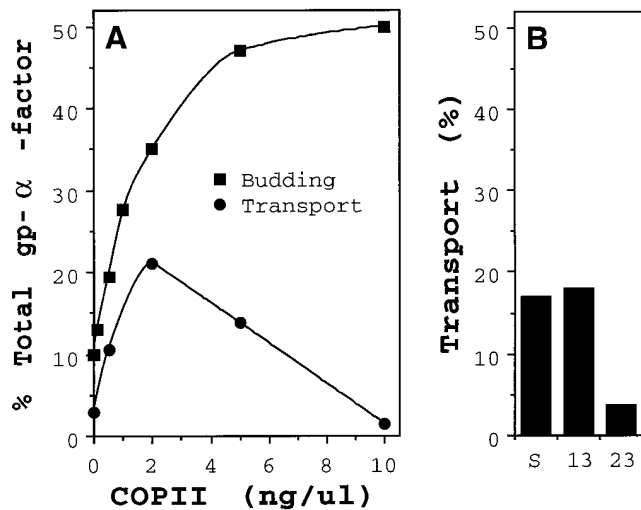 A
B
% Total gp-α -factor
50
40
30
20
10
0
Budding
Transport
0 2 4 6 8 10
COPII (ng/ul)
Transport (%)
50
40
30
20
10
0
S 13 23